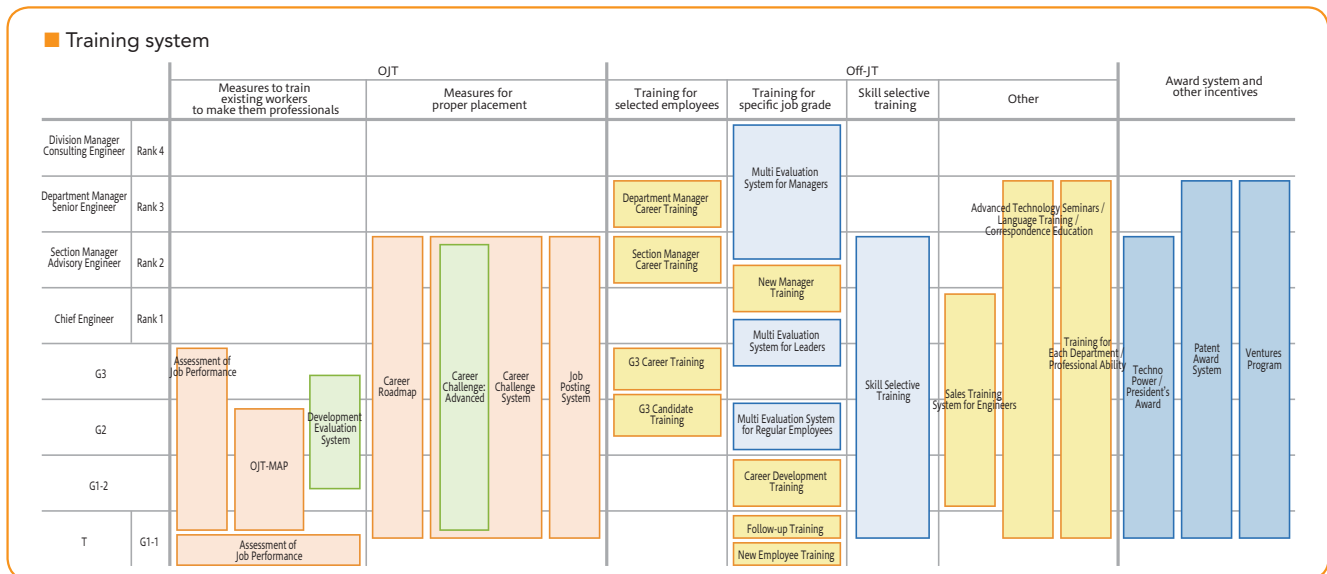 Training system
OJT
Off-JT
Award system and
other incentives
Measures to train
existing workers
to make them professionals
Measures for
proper placement
Training for
selected employees
Training for
specific job grade
Skill selective
training
Other
Division Manager
Consulting Engineer
Rank 4
Department Manager
Senior Engineer
Rank 3
Section Manager
Advisory Engineer
Rank 2
Chief Engineer
Rank 1
G3
G2
G1-2
T
G1-1
Assessment of
Job Performance
OJT-MAP
Development
Evaluation
System
Assessment of
Job Performance
Career
Roadmap
Career
Challenge:
Advanced
Career
Challenge
System
Job
Posting
System
Department Manager
Career Training
Section Manager
Career Training
G3 Career Training
G3 Candidate
Training
Multi Evaluation
System for Managers
New Manager
Training
Multi Evaluation
System for Leaders
Multi Evaluation System
for Regular Employees
Career Development
Training
Follow-up Training
New Employee Training
Skill Selective
Training
Sales Training
System for Engineers
Advanced Technology Seminars /
Language Training /
Correspondence Education
Training for
Each Department /
Professional Ability
Techno
Power /
President's
Award
Patent
Award
System
Ventures
Program